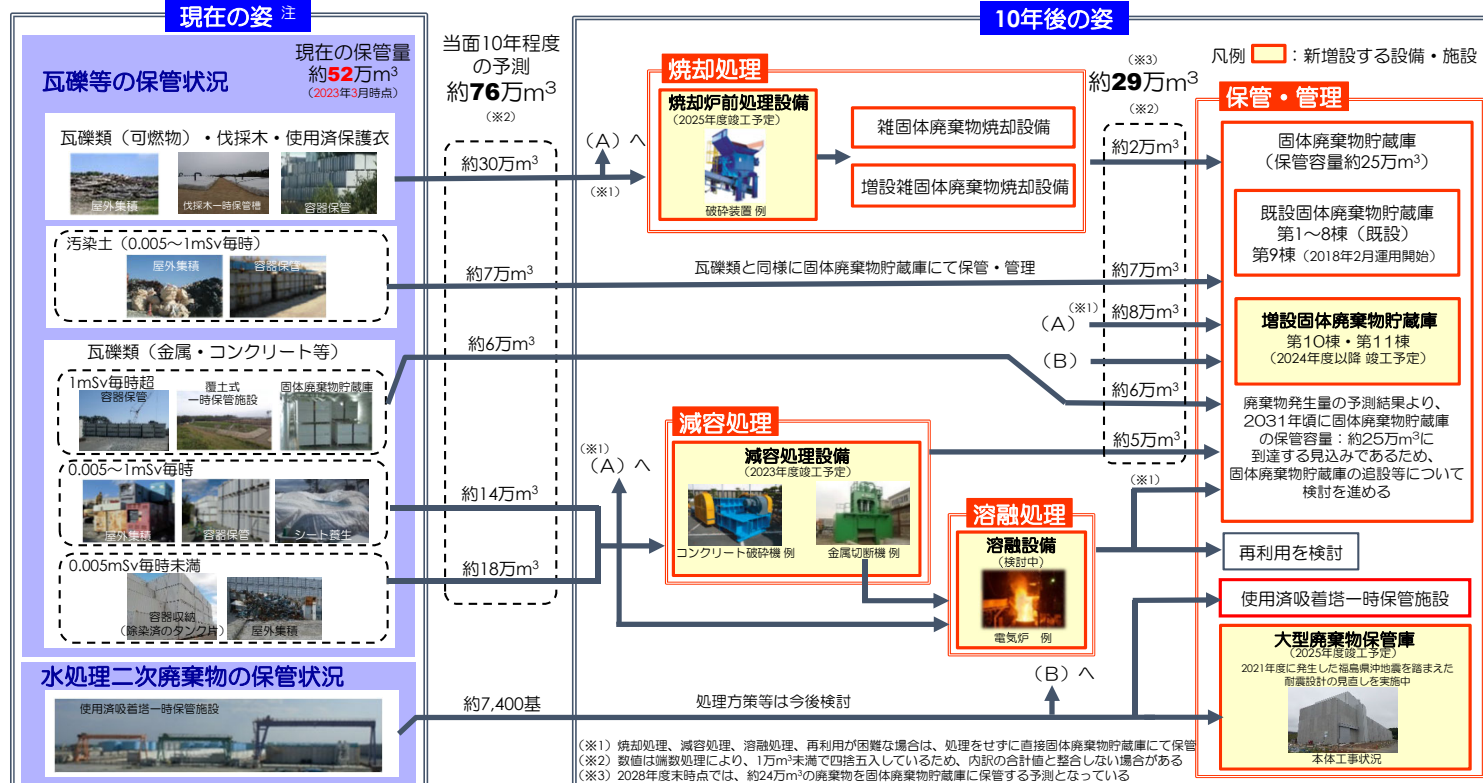 現在の姿 注
瓦礫等の保管状況
現在の保管量
約52万m³
(2023年3月時点)
瓦礫類（可燃物）・伐採木・使用済保護衣
屋外集積
伐採木一時保管槽
容器保管
汚染土（0.005～1mSv毎時）
屋外集積
容器保管
瓦礫類（金属・コンクリート等）
1mSv毎時超
容器保管
覆土式
一時保管施設
固体廃棄物貯蔵庫
0.005～1mSv毎時
屋外集積
容器保管
シート養生
0.005mSv毎時未満
容器収納
（除染済のタンク片）
屋外集積
水処理二次廃棄物の保管状況
使用済吸着塔一時保管施設
当面10年程度
の予測
約76万m³
(※2)
約30万m³
約7万m³
約6万m³
約14万m³
約18万m³
約7,400基
10年後の姿
凡例 ：新増設する設備・施設
(A) へ
(※1)
焼却処理
焼却炉前処理設備
(2025年度竣工予定)
破砕装置 例
雑固体廃棄物焼却設備
増設雑固体廃棄物焼却設備
瓦礫類と同様に固体廃棄物貯蔵庫にて保管・管理
(※1)
(A) へ
減容処理
減容処理設備
(2023年度竣工予定)
コンクリート破砕機 例
金属切断機 例
溶融処理
溶融設備
(検討中)
電気炉 例
処理方策等は今後検討
(B) へ
(※3)
約29万m³
(※2)
約2万m³
約7万m³
(A)
(※1)
約8万m³
(B)
約6万m³
約5万m³
(※1)
保管・管理
固体廃棄物貯蔵庫
（保管容量約25万m³）
既設固体廃棄物貯蔵庫
第1～8棟（既設）
第9棟（2018年2月運用開始）
増設固体廃棄物貯蔵庫
第10棟・第11棟
(2024年度以降 竣工予定)
廃棄物発生量の予測結果より、
2031年頃に固体廃棄物貯蔵庫
の保管容量：約25万m³に
到達する見込みであるため、
固体廃棄物貯蔵庫の追設等について
検討を進める
再利用を検討
使用済吸着塔一時保管施設
大型廃棄物保管庫
(2025年度竣工予定)
2021年度に発生した福島県沖地震を踏まえた
耐震設計の見直しを実施中
本体工事状況
(※1) 焼却処理、減容処理、溶融処理、再利用が困難な場合は、処理をせずに直接固体廃棄物貯蔵庫にて保管
(※2) 数値は端数処理により、1万m³未満で四捨五入しているため、内訳の合計値と整合しない場合がある
(※3) 2028年度末時点では、約24万m³の廃棄物を固体廃棄物貯蔵庫に保管する予測となっている